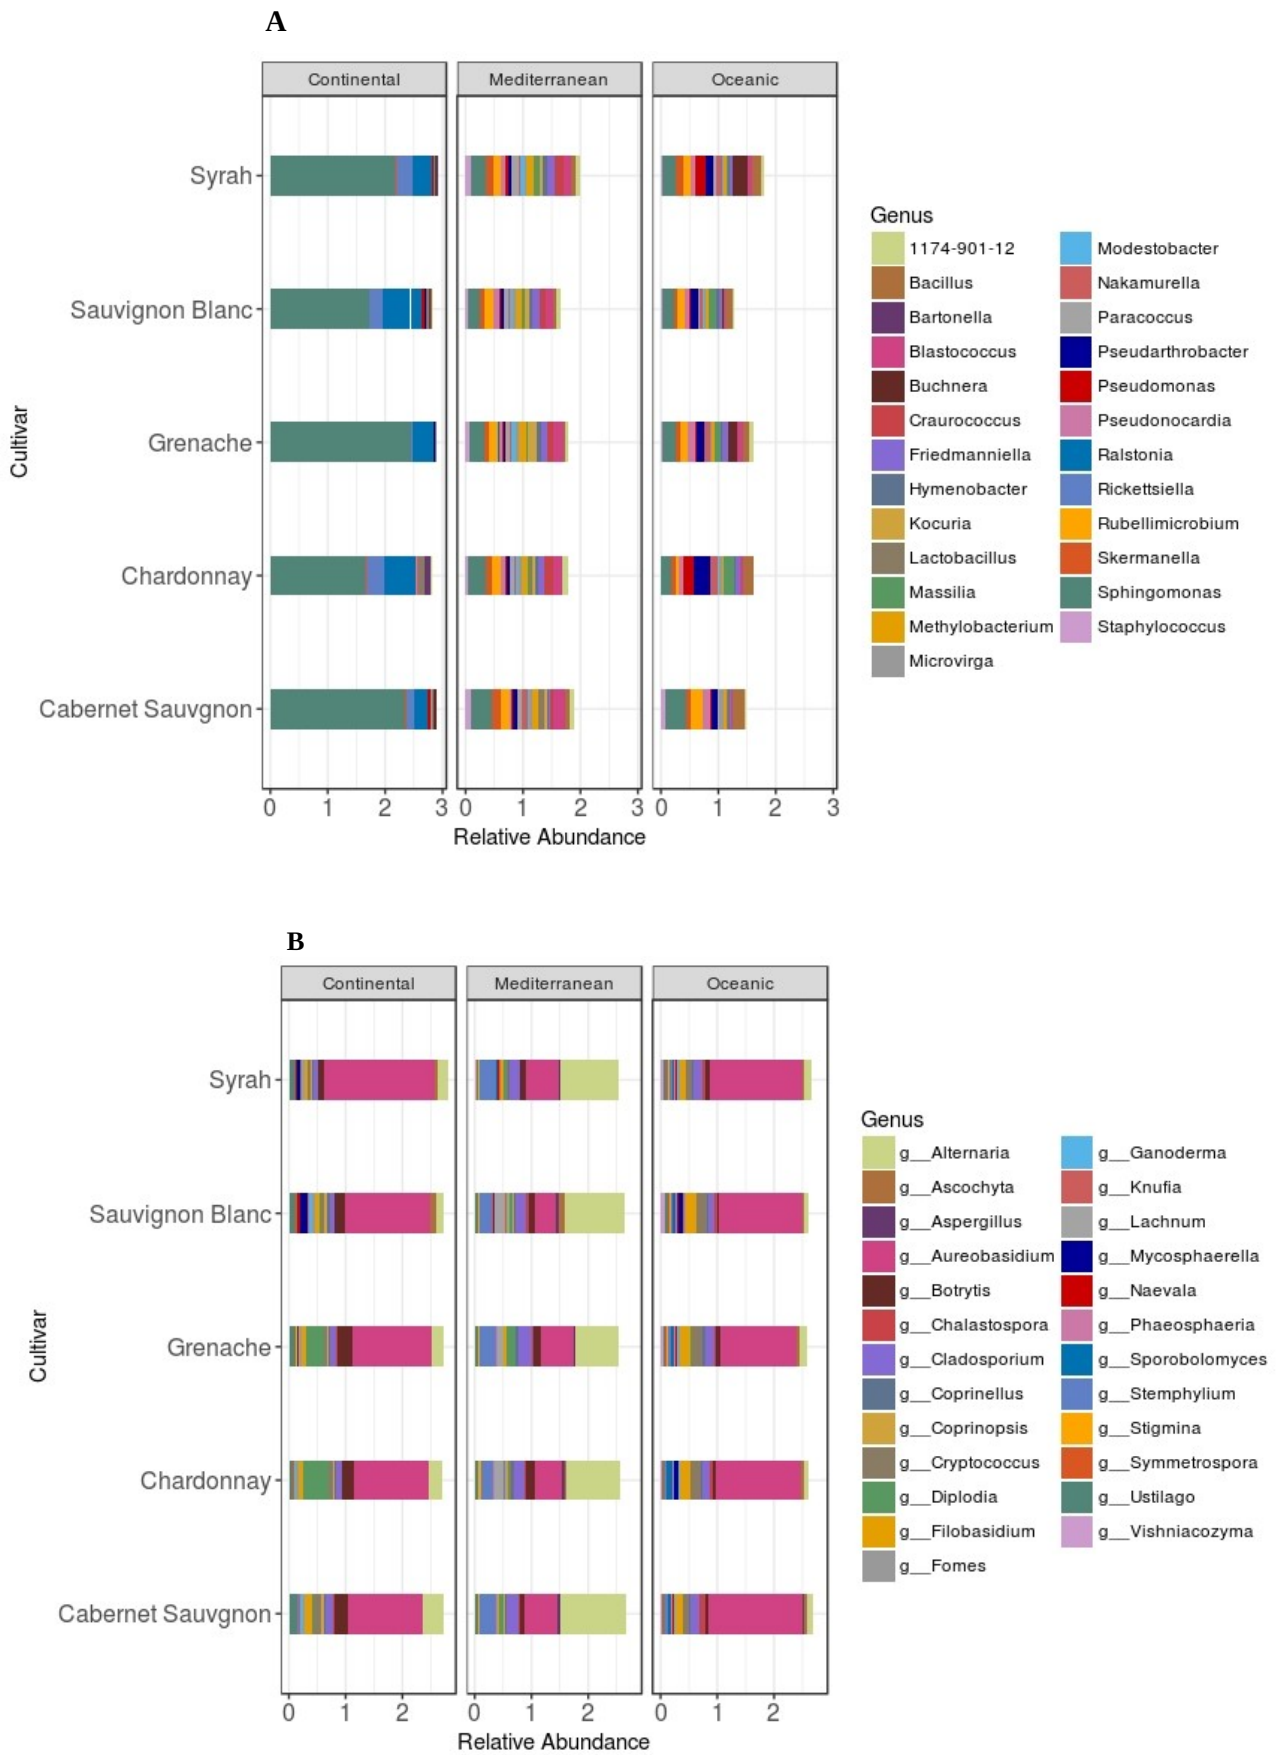 A
Continental
Mediterranean
Oceanic
Syrah
Sauvignon Blanc
Grenache
Chardonnay
Cabernet Sauvgnon
Cultivar
0 1 2 3
0 1 2 3
0 1 2 3
Relative Abundance
Genus
1174-901-12
Bacillus
Bartonella
Blastococcus
Buchnera
Craurococcus
Friedmanniella
Hymenobacter
Kocuria
Lactobacillus
Massilia
Methylobacterium
Microvirga
Modestobacter
Nakamurella
Paracoccus
Pseudarthrobacter
Pseudomonas
Pseudonocardia
Ralstonia
Rickettsiella
Rubellimicrobium
Skermanella
Sphingomonas
Staphylococcus
B
Continental
Mediterranean
Oceanic
Syrah
Sauvignon Blanc
Grenache
Chardonnay
Cabernet Sauvgnon
Cultivar
0 1 2
0 1 2
0 1 2
Relative Abundance
Genus
g__Alternaria
g__Ascochyta
g__Aspergillus
g__Aureobasidium
g__Botrytis
g__Chalastospora
g__Cladosporium
g__Coprinellus
g__Coprinopsis
g__Cryptococcus
g__Diplodia
g__Filobasidium
g__Fomes
g__Ganoderma
g__Knufia
g__Lachnum
g__Mycosphaerella
g__Naevala
g__Phaeosphaeria
g__Sporobolomyces
g__Stemphylium
g__Stigmina
g__Symmetrospora
g__Ustilago
g__Vishniacozyma